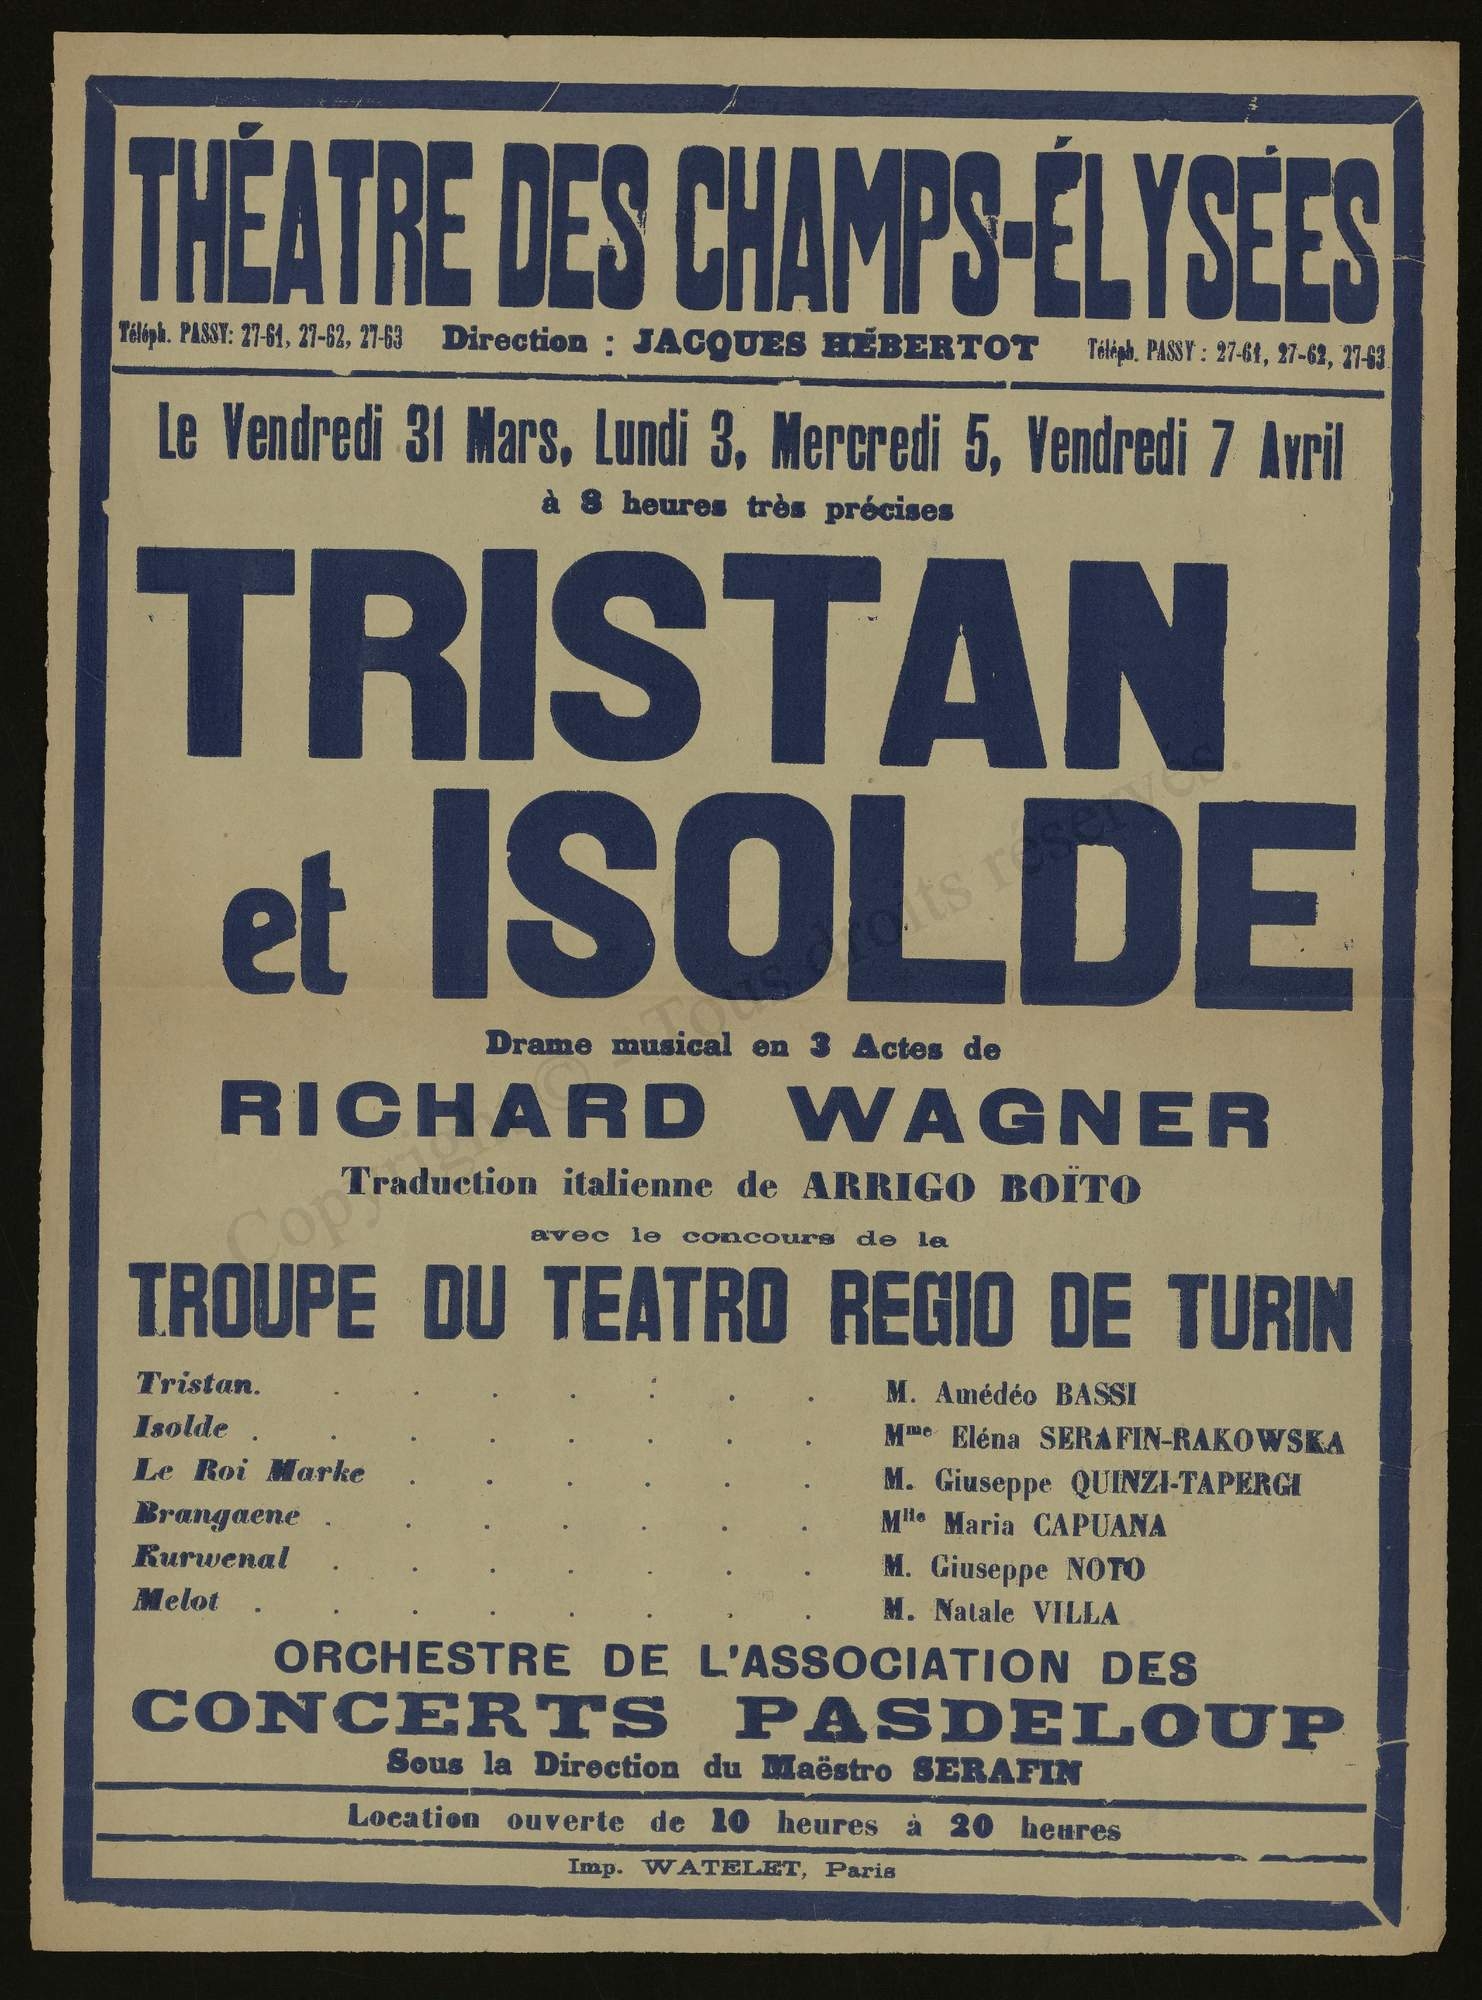 THÉATRE DES CHAMPS-ÉLYSÉES
Téléph. PASSY: 27-61, 27-62, 27-63 Direction : JACQUES HÉBERTOT Téléph. PASSY : 27-61, 27-62, 27-63
Le Vendredi 31 Mars, Lundi 3, Mercredi 5, Vendredi 7 Avril
à 8 heures très précises
TRISTAN
et ISOLDE
Drame musical en 3 Actes de
RICHARD WAGNER
Traduction italienne de ARRIGO BOÏTO
avec le concours de la
TROUPE DU TEATRO REGIO DE TURIN
Tristan. . . . . . . . M. Amédéo BASSI
Isolde . . . . . . . . Mme Eléna SERAFIN-RAKOWSKA
Le Roi Marke . . . . . . M. Giuseppe QUINZI-TAPERGI
Brangaene . . . . . . . Mlle Maria CAPUANA
Kurwenal . . . . . . . M. Giuseppe NOTO
Melot . . . . . . . . M. Natale VILLA
ORCHESTRE DE L'ASSOCIATION DES
CONCERTS PASDELOUP
Sous la Direction du Maëstro SERAFIN
Location ouverte de 10 heures à 20 heures
Imp. WATELET, Paris
Copyright © - Tous droits réservés.